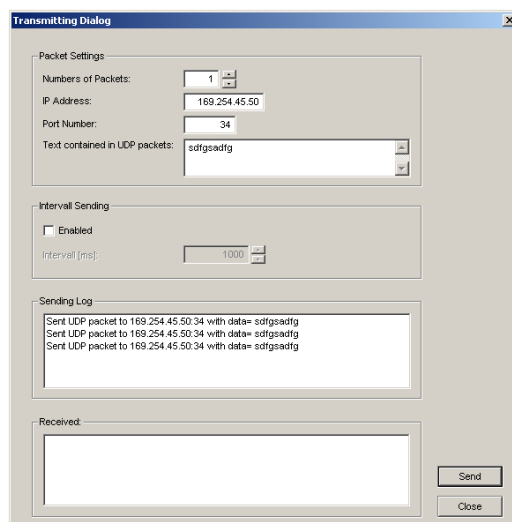 Transmitting Dialog
Packet Settings
Numbers of Packets: 1
IP Address: 169.254.45.50
Port Number: 34
Text contained in UDP packets: sdfgsadfg
Intervall Sending
Enabled
Intervall [ms]: 1000
Sending Log
Sent UDP packet to 169.254.45.50:34 with data= sdfgsadfg
Sent UDP packet to 169.254.45.50:34 with data= sdfgsadfg
Sent UDP packet to 169.254.45.50:34 with data= sdfgsadfg
Received:
Send
Close